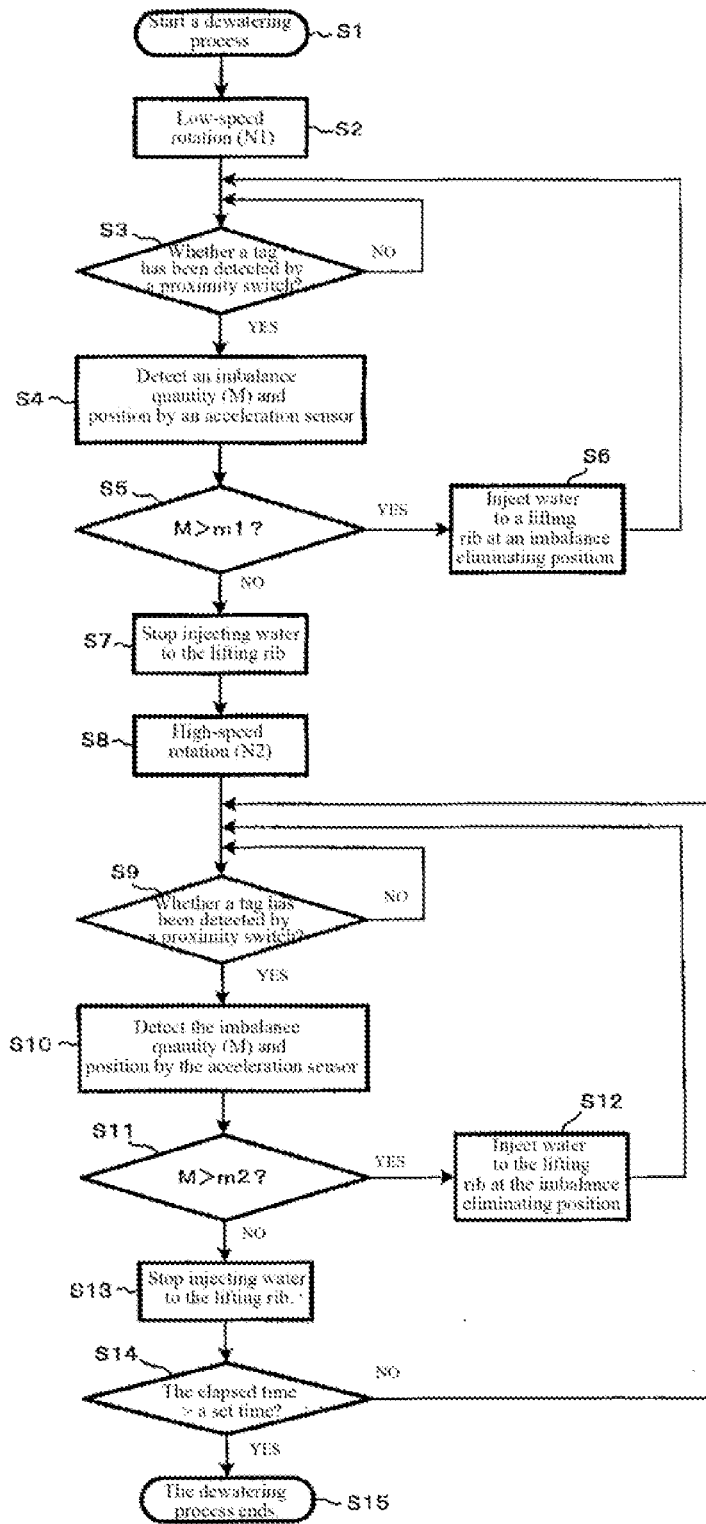 Start a dewatering
process
S1
Low-speed
rotation (N1)
S2
S3
Whether a tag
has been detected by
a proximity switch?
NO
YES
S4
Detect an imbalance
quantity (M) and
position by an acceleration sensor
S5
M>m1?
YES
S6
Inject water
to a lifting
rib at an imbalance
eliminating position
NO
S7
Stop injecting water
to the lifting rib
S8
High-speed
rotation (N2)
S9
Whether a tag has
been detected by
a proximity switch?
NO
YES
S10
Detect the imbalance
quantity (M) and
position by the acceleration sensor
S11
M>m2?
YES
S12
Inject water
to the lifting
rib at the imbalance
eliminating position
NO
S13
Stop injecting water
to the lifting rib.
S14
The elapsed time
> a set time?
NO
YES
The dewatering
process ends
S15